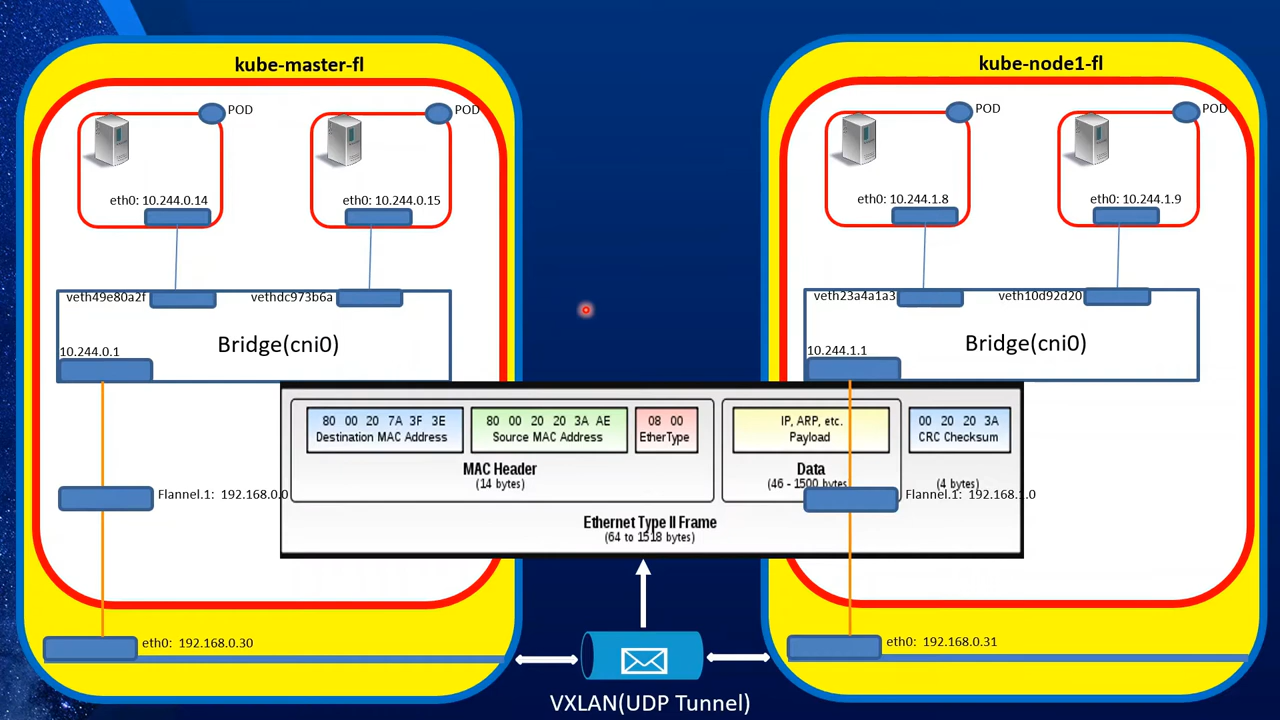 kube-master-fl
POD
POD
eth0: 10.244.0.14
eth0: 10.244.0.15
veth49e80a2f
vethdc973b6a
Bridge(cni0)
10.244.0.1
Flannel.1: 192.168.0.0
eth0: 192.168.0.30
kube-node1-fl
POD
POD
eth0: 10.244.1.8
eth0: 10.244.1.9
veth23a4a1a3
veth10d92d20
Bridge(cni0)
10.244.1.1
Flannel.1: 192.168.1.0
eth0: 192.168.0.31
80 00 20 7A 3F 3E
Destination MAC Address
80 00 20 20 3A AE
Source MAC Address
08 00
EtherType
IP, ARP, etc.
Payload
00 20 20 3A
CRC Checksum
MAC Header
(14 bytes)
Data
(46 - 1500 bytes)
(4 bytes)
Ethernet Type II Frame
(64 to 1518 bytes)
VXLAN(UDP Tunnel)